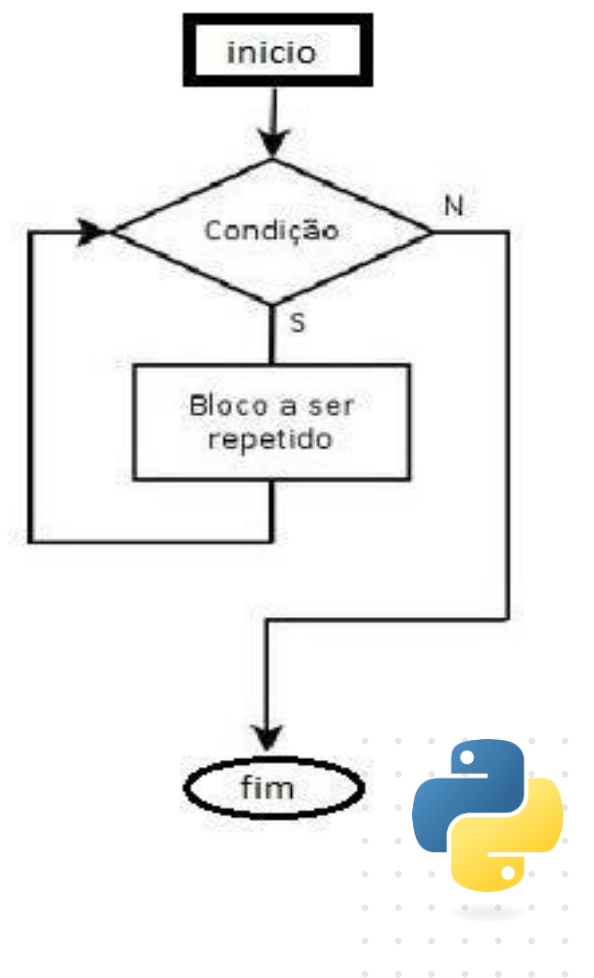 inicio
Condição
N
S
Bloco a ser
repetido
fim